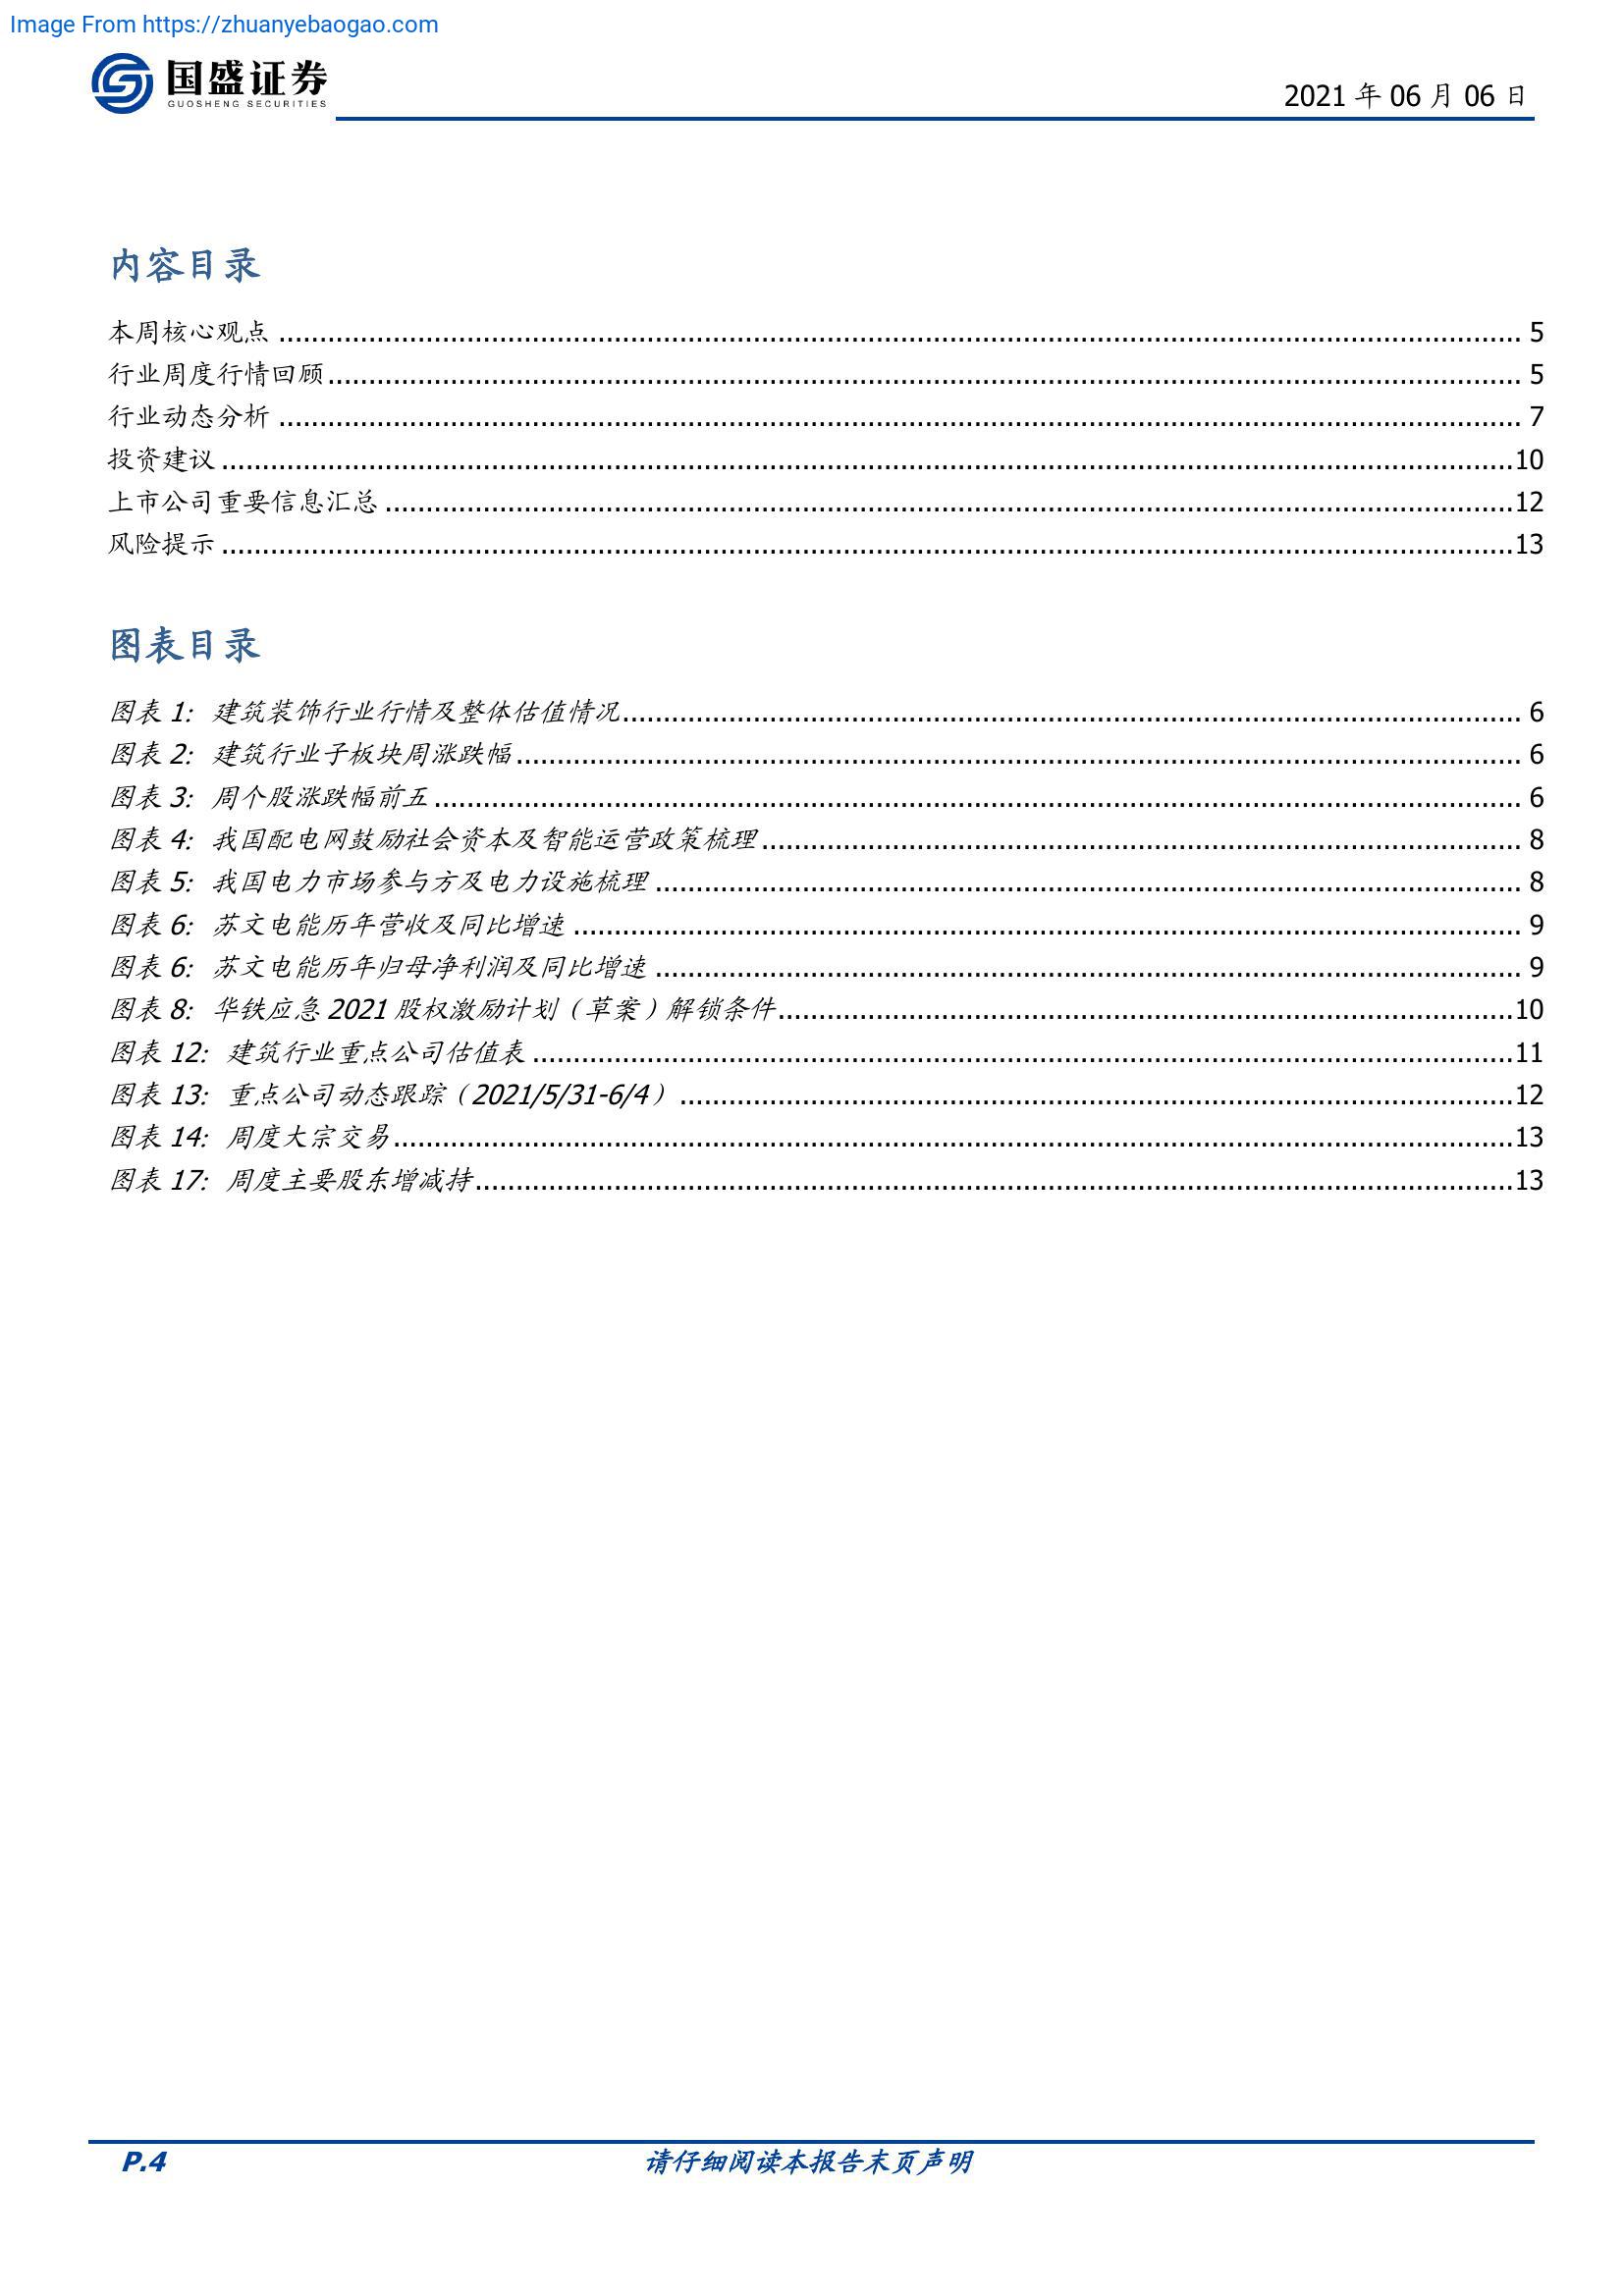 Image From https://zhuanyebaogao.com
国盛证券
GUOSHENG SECURITIES
2021 年 06 月 06 日
内容目录
本周核心观点 ........ 5
行业周度行情回顾 ........ 5
行业动态分析 ........ 7
投资建议 ........ 10
上市公司重要信息汇总 ........ 12
风险提示 ........ 13
图表目录
图表 1: 建筑装饰行业行情及整体估值情况 ........ 6
图表 2: 建筑行业子板块周涨跌幅 ........ 6
图表 3: 周个股涨跌幅前五 ........ 6
图表 4: 我国配电网鼓励社会资本及智能运营政策梳理 ........ 8
图表 5: 我国电力市场参与方及电力设施梳理 ........ 8
图表 6: 苏文电能历年营收及同比增速 ........ 9
图表 6: 苏文电能历年归母净利润及同比增速 ........ 9
图表 8: 华铁应急 2021 股权激励计划（草案）解锁条件 ........ 10
图表 12: 建筑行业重点公司估值表 ........ 11
图表 13: 重点公司动态跟踪（2021/5/31-6/4） ........ 12
图表 14: 周度大宗交易 ........ 13
图表 17: 周度主要股东增减持 ........ 13
P.4 请仔细阅读本报告末页声明